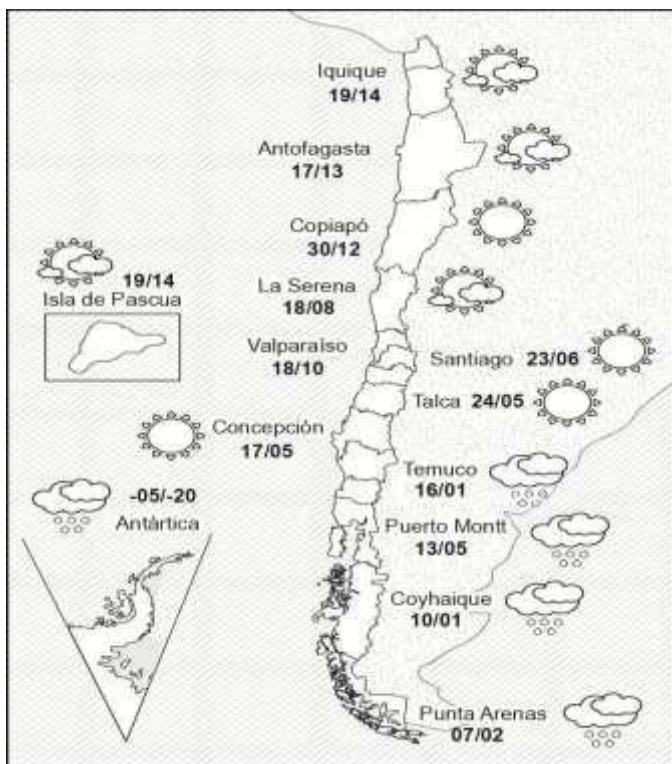 Iquique
19/14
Antofagasta
17/13
Copiapó
30/12
19/14
Isla de Pascua
La Serena
18/08
Valparaíso
18/10
Santiago 23/06
Talca 24/05
Concepción
17/05
Temuco
16/01
-05/-20
Antártica
Puerto Montt
13/05
Coyhaique
10/01
Punta Arenas
07/02